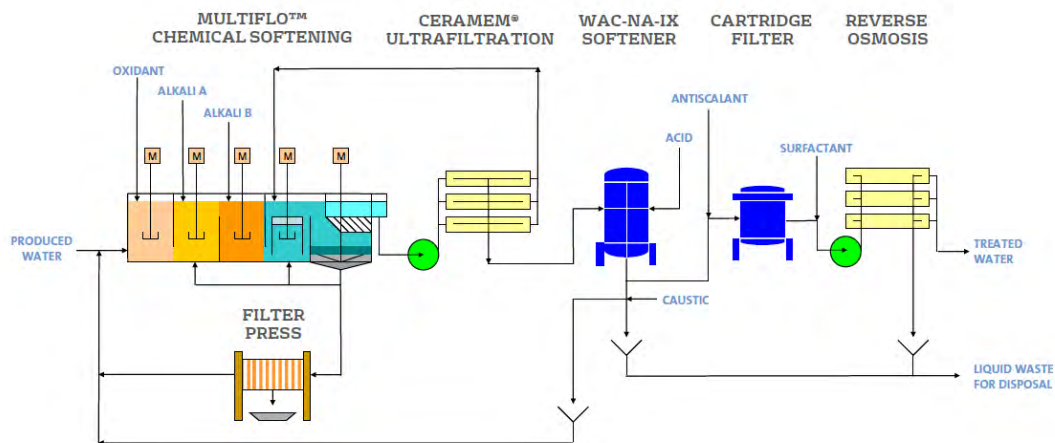 MULTIFLO™
CHEMICAL SOFTENING
CERAMEM®
ULTRAFILTRATION
WAC-NA-IX
SOFTENER
CARTRIDGE
FILTER
REVERSE
OSMOSIS
OXIDANT
ALKALI A
ALKALI B
ANTISCALANT
ACID
SURFACTANT
M
M
M
M
M
PRODUCED
WATER
TREATED
WATER
CAUSTIC
FILTER
PRESS
LIQUID WASTE
FOR DISPOSAL